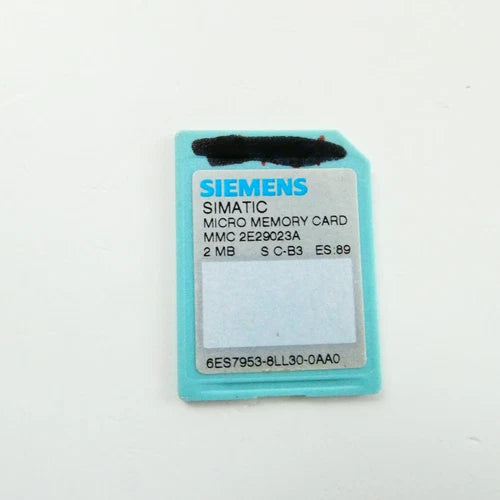 SIEMENS
SIMATIC
MICRO MEMORY CARD
MMC 2E29023A
2 MB S C-B3 ES:89
6ES7953-8LL30-0AA0